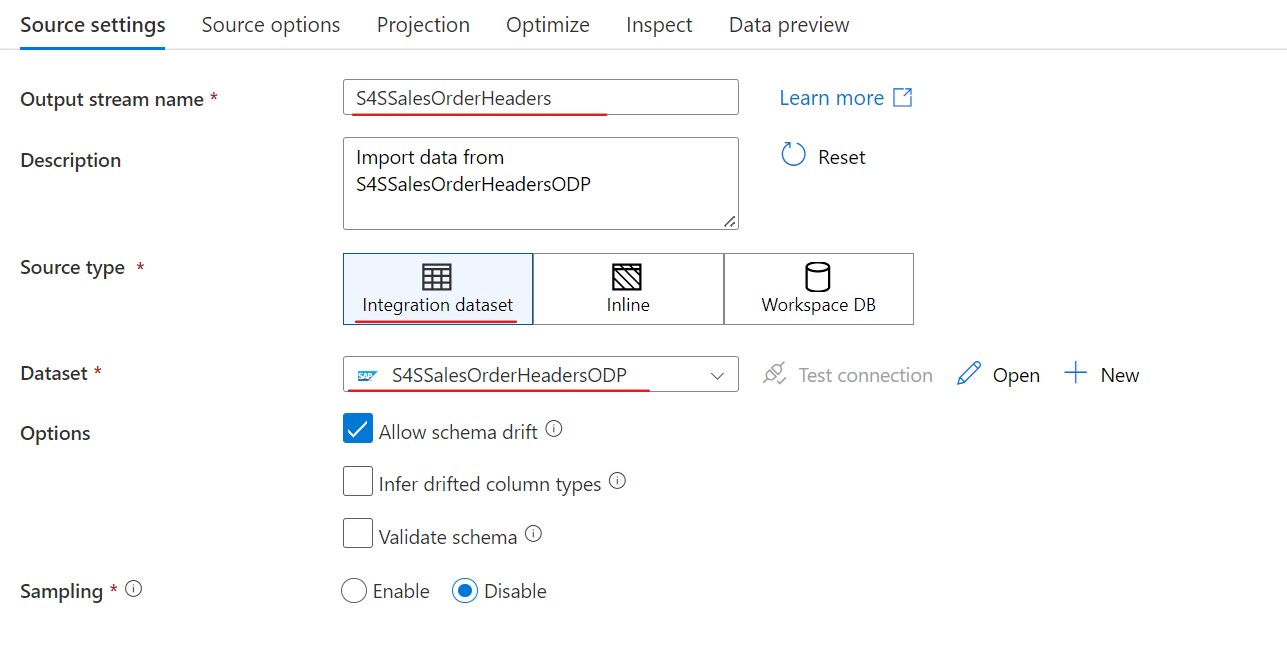 Source settings Source options Projection Optimize Inspect Data preview
Output stream name * S4SSalesOrderHeaders Learn more
Description Import data from
S4SSalesOrderHeadersODP
Reset
Source type * Integration dataset Inline Workspace DB
Dataset * SAP S4SSalesOrderHeadersODP Test connection Open New
Options Allow schema drift
Infer drifted column types
Validate schema
Sampling * Enable Disable